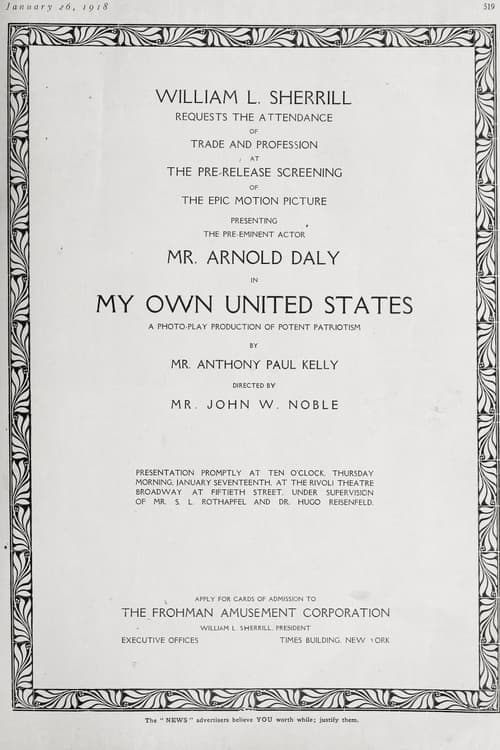 January 26, 1918 519
WILLIAM L. SHERRILL
REQUESTS THE ATTENDANCE
OF
TRADE AND PROFESSION
AT
THE PRE-RELEASE SCREENING
OF
THE EPIC MOTION PICTURE
PRESENTING
THE PRE-EMINENT ACTOR
MR. ARNOLD DALY
IN
MY OWN UNITED STATES
A PHOTO-PLAY PRODUCTION OF POTENT PATRIOTISM
BY
MR. ANTHONY PAUL KELLY
DIRECTED BY
MR. JOHN W. NOBLE
PRESENTATION PROMPTLY AT TEN O'CLOCK, THURSDAY
MORNING, JANUARY SEVENTEENTH, AT THE RIVOLI THEATRE
BROADWAY AT FIFTIETH STREET, UNDER SUPERVISION
OF MR. S. L. ROTHAPFEL AND DR. HUGO REISENFELD.
APPLY FOR CARDS OF ADMISSION TO
THE FROHMAN AMUSEMENT CORPORATION
WILLIAM L. SHERRILL, PRESIDENT
EXECUTIVE OFFICES TIMES BUILDING, NEW YORK
The "NEWS" advertisers believe YOU worth while; justify them.